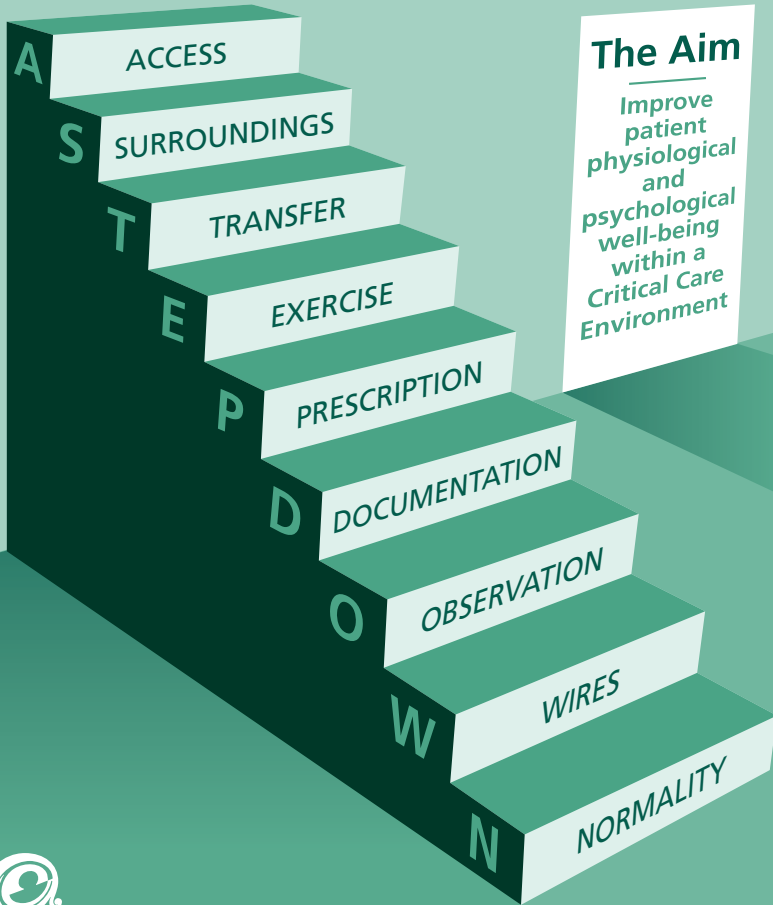 A
ACCESS
S
SURROUNDINGS
T
TRANSFER
E
EXERCISE
P
PRESCRIPTION
D
DOCUMENTATION
O
OBSERVATION
W
WIRES
N
NORMALITY
The Aim
Improve
patient
physiological
and
psychological
well-being
within a
Critical Care
Environment